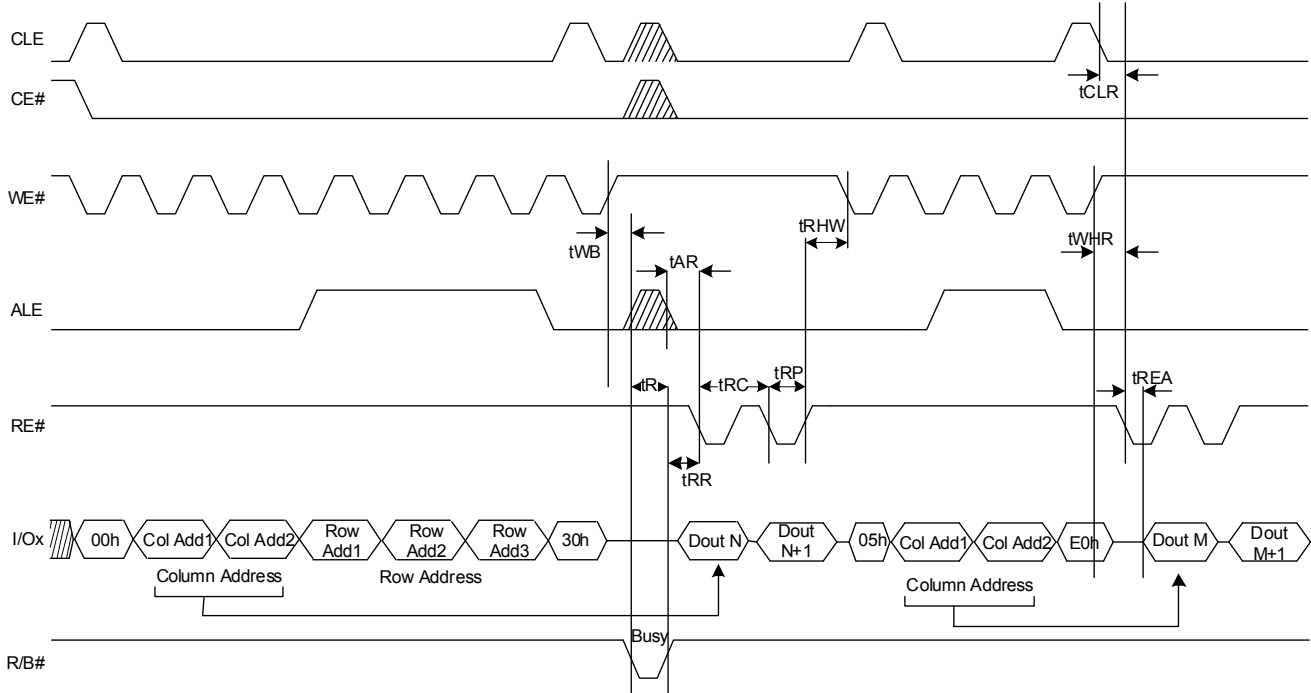 CLE
tCLR
CE#
WE#
tRHW
tWHR
tWB
tAR
ALE
tR
tRC
tRP
tREA
RE#
tRR
I/Ox
00h
Col Add1
Col Add2
Row Add1
Row Add2
Row Add3
30h
Dout N
Dout N+1
05h
Col Add1
Col Add2
E0h
Dout M
Dout M+1
Column Address
Row Address
Column Address
Busy
R/B#